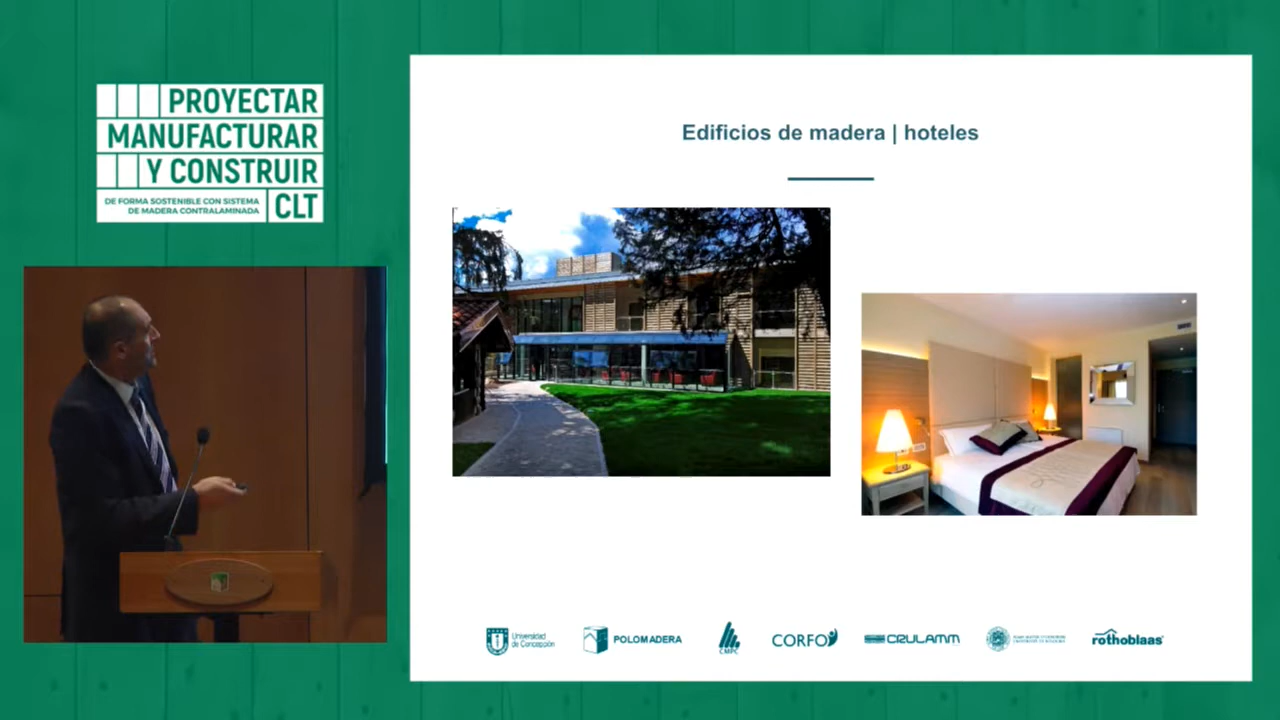 PROYECTAR
MANUFACTURAR
Y CONSTRUIR
DE FORMA SOSTENIBLE CON SISTEMA
DE MADERA CONTRALAMINADA
CLT
Edificios de madera | hoteles
Universidad
de Concepción
POLOMADERA
CMPC
CORFO
CRULAMM
rothoblaas